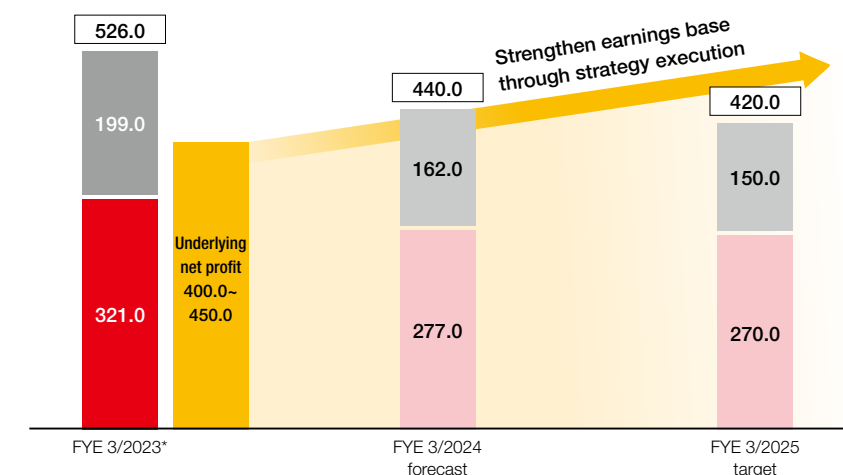 526.0
199.0
321.0
Underlying
net profit
400.0~
450.0
Strengthen earnings base
through strategy execution
440.0
162.0
277.0
420.0
150.0
270.0
FYE 3/2023*
FYE 3/2024
forecast
FYE 3/2025
target